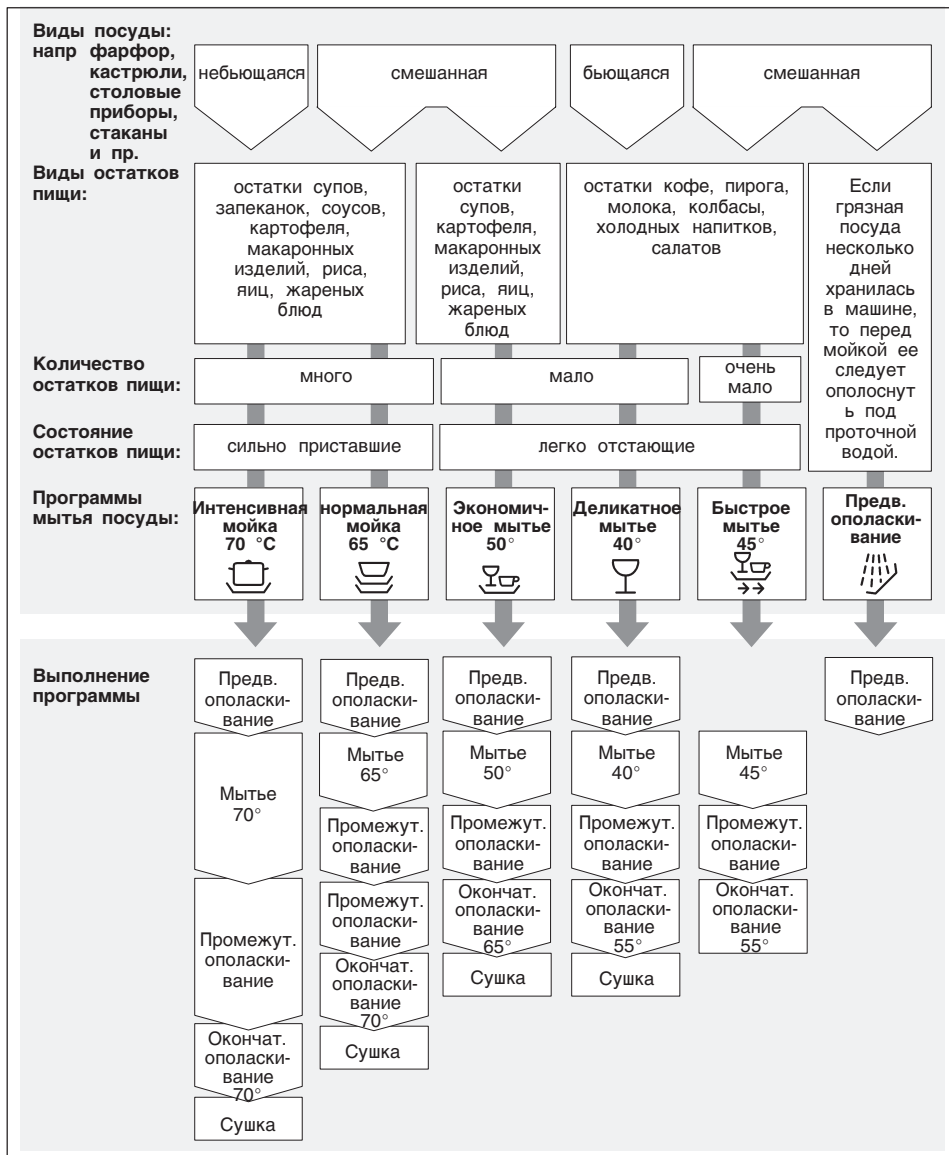 Виды посуды:
напр фарфор,
кастрюли,
столовые
приборы,
стаканы
и пр.
небьющаяся
смешанная
бьющаяся
смешанная
Виды остатков
пищи:
остатки супов,
запеканок, соусов,
картофеля,
макаронных
изделий, риса,
яиц, жареных
блюд
остатки
супов,
картофеля,
макаронных
изделий,
риса, яиц,
жареных
блюд
остатки кофе, пирога,
молока, колбасы,
холодных напитков,
салатов
Если
грязная
посуда
несколько
дней
хранилась
в машине,
то перед
мойкой ее
следует
ополоснут
ь под
проточной
водой.
Количество
остатков пищи:
много
мало
очень
мало
Состояние
остатков пищи:
сильно приставшие
легко отстающие
Программы
мытья посуды:
Интенсивная
мойка
70 °C
нормальная
мойка
65 °C
Экономич-
ное мытье
50°
Деликатное
мытье
40°
Быстрое
мытье
45°
Предв.
ополаски-
вание
Выполнение
программы
Предв.
ополаски-
вание
Мытье
70°
Промежут.
ополаски-
вание
Окончат.
ополаски-
вание
70°
Сушка
Предв.
ополаски-
вание
Мытье
65°
Промежут.
ополаски-
вание
Промежут.
ополаски-
вание
Окончат.
ополаски-
вание
70°
Сушка
Предв.
ополаски-
вание
Мытье
50°
Промежут.
ополаски-
вание
Окончат.
ополаски-
вание
65°
Сушка
Предв.
ополаски-
вание
Мытье
40°
Промежут.
ополаски-
вание
Окончат.
ополаски-
вание
55°
Сушка
Мытье
45°
Промежут.
ополаски-
вание
Окончат.
ополаски-
вание
55°
Предв.
ополаски-
вание